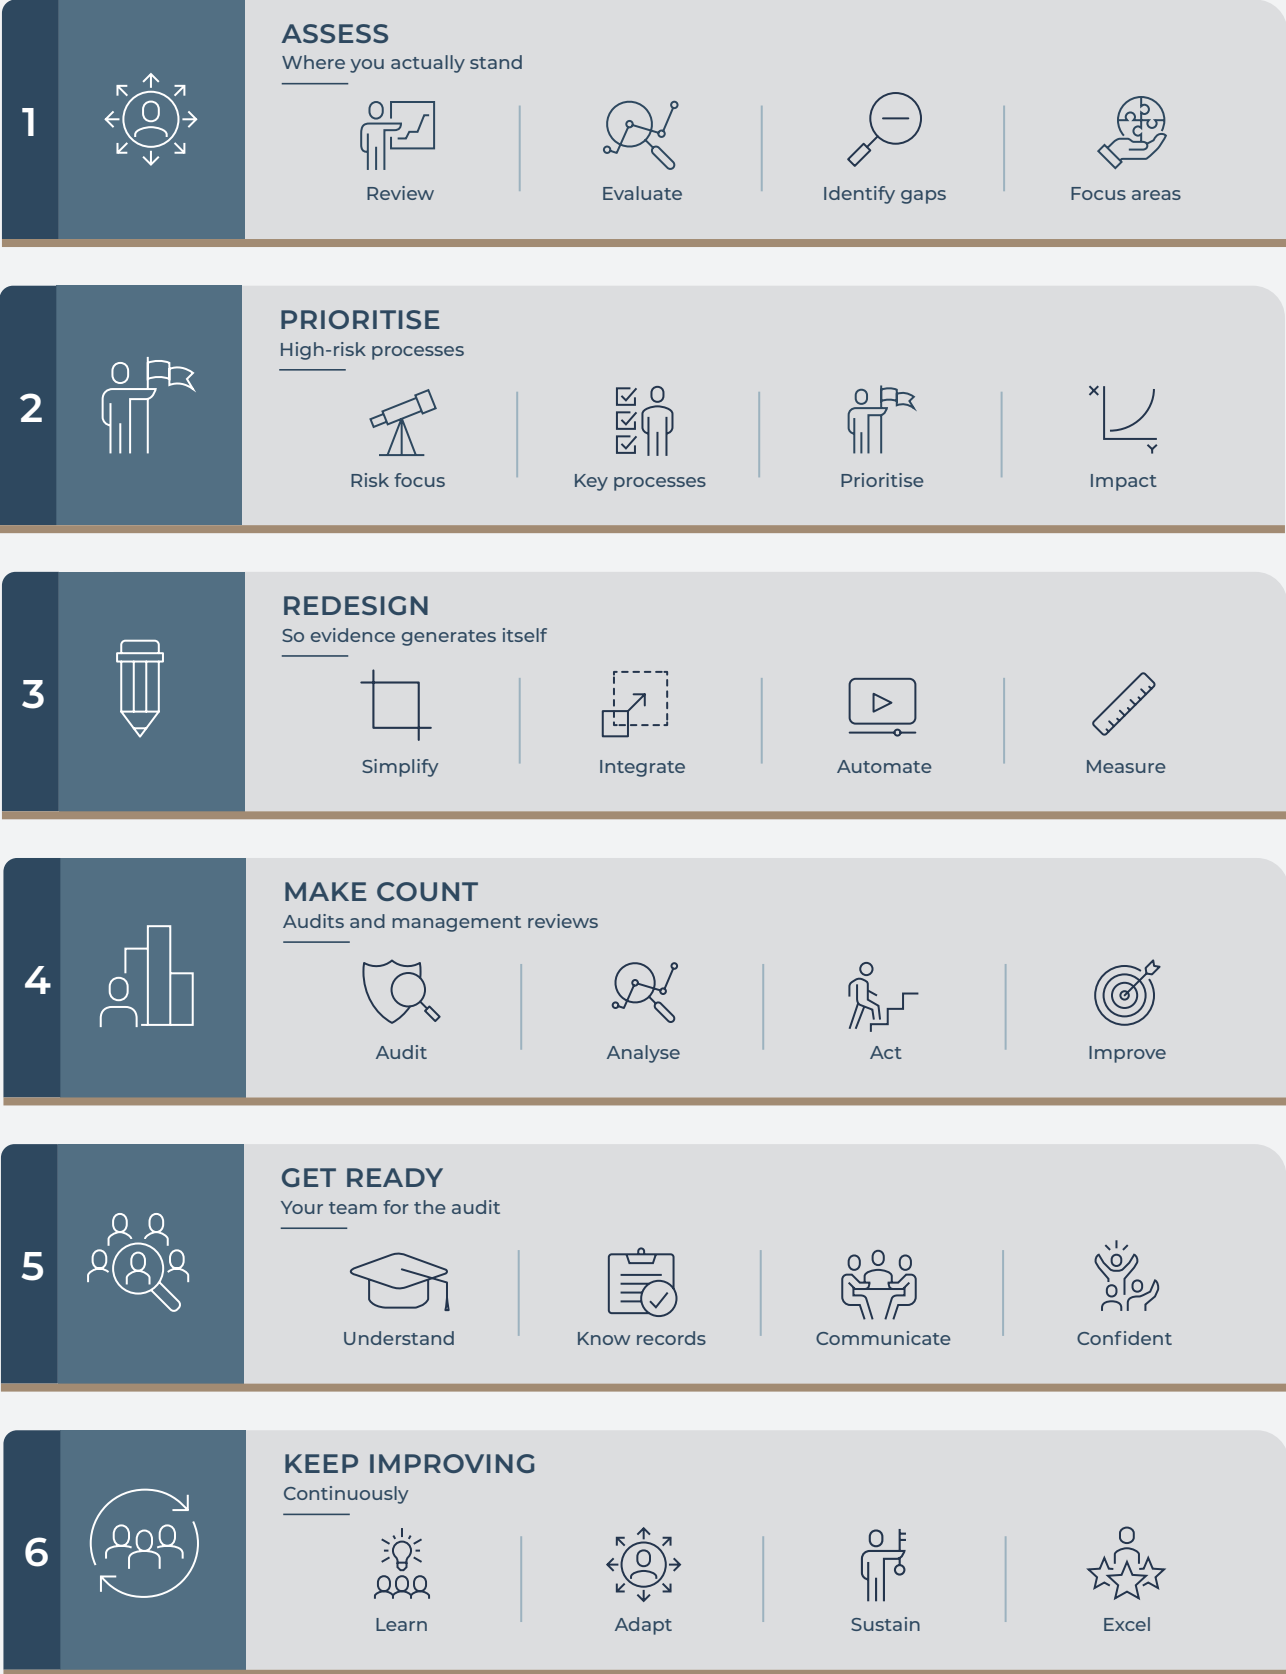 1
ASSESS
Where you actually stand
Review
Evaluate
Identify gaps
Focus areas
2
PRIORITISE
High-risk processes
X
Y
Risk focus
Key processes
Prioritise
Impact
3
REDESIGN
So evidence generates itself
Simplify
Integrate
Automate
Measure
4
MAKE COUNT
Audits and management reviews
Audit
Analyse
Act
Improve
5
GET READY
Your team for the audit
Understand
Know records
Communicate
Confident
6
KEEP IMPROVING
Continuously
Learn
Adapt
Sustain
Excel